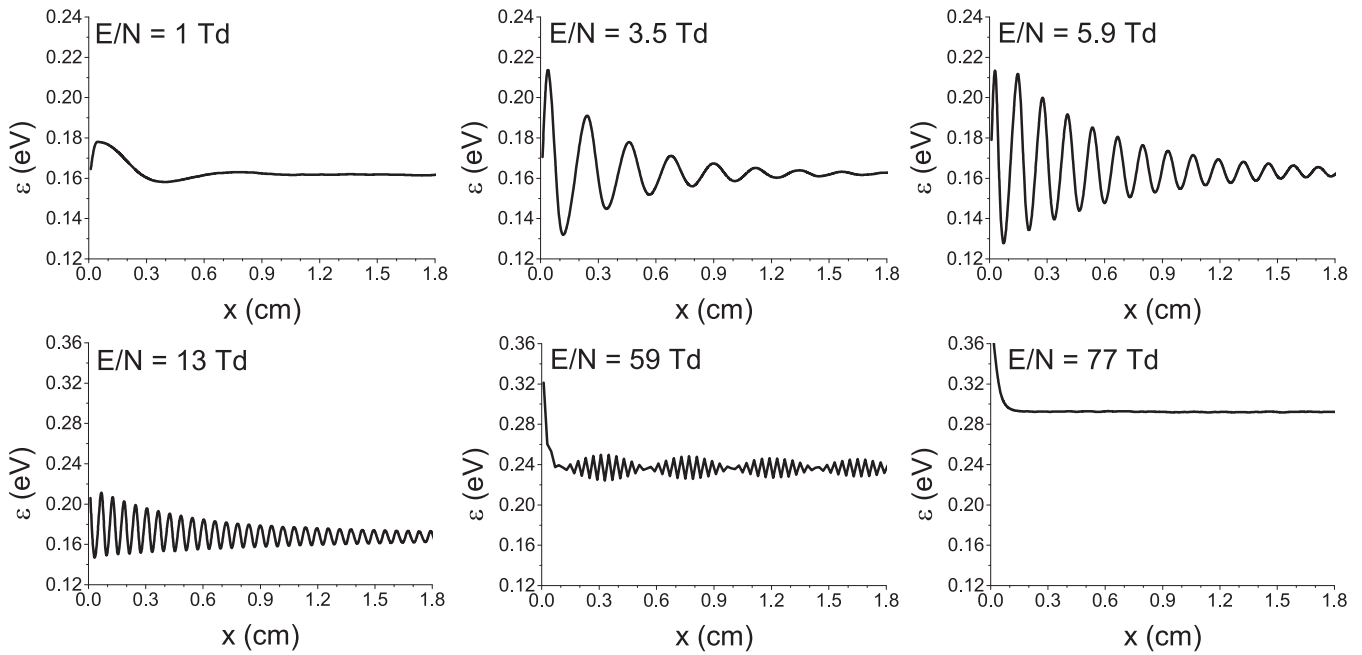 E/N = 1 Td
ε (eV)
0.24
0.22
0.20
0.18
0.16
0.14
0.12
0.0 0.3 0.6 0.9 1.2 1.5 1.8
x (cm)
E/N = 3.5 Td
ε (eV)
0.24
0.22
0.20
0.18
0.16
0.14
0.12
0.0 0.3 0.6 0.9 1.2 1.5 1.8
x (cm)
E/N = 5.9 Td
ε (eV)
0.24
0.22
0.20
0.18
0.16
0.14
0.12
0.0 0.3 0.6 0.9 1.2 1.5 1.8
x (cm)
E/N = 13 Td
ε (eV)
0.36
0.32
0.28
0.24
0.20
0.16
0.12
0.0 0.3 0.6 0.9 1.2 1.5 1.8
x (cm)
E/N = 59 Td
ε (eV)
0.36
0.32
0.28
0.24
0.20
0.16
0.12
0.0 0.3 0.6 0.9 1.2 1.5 1.8
x (cm)
E/N = 77 Td
ε (eV)
0.36
0.32
0.28
0.24
0.20
0.16
0.12
0.0 0.3 0.6 0.9 1.2 1.5 1.8
x (cm)